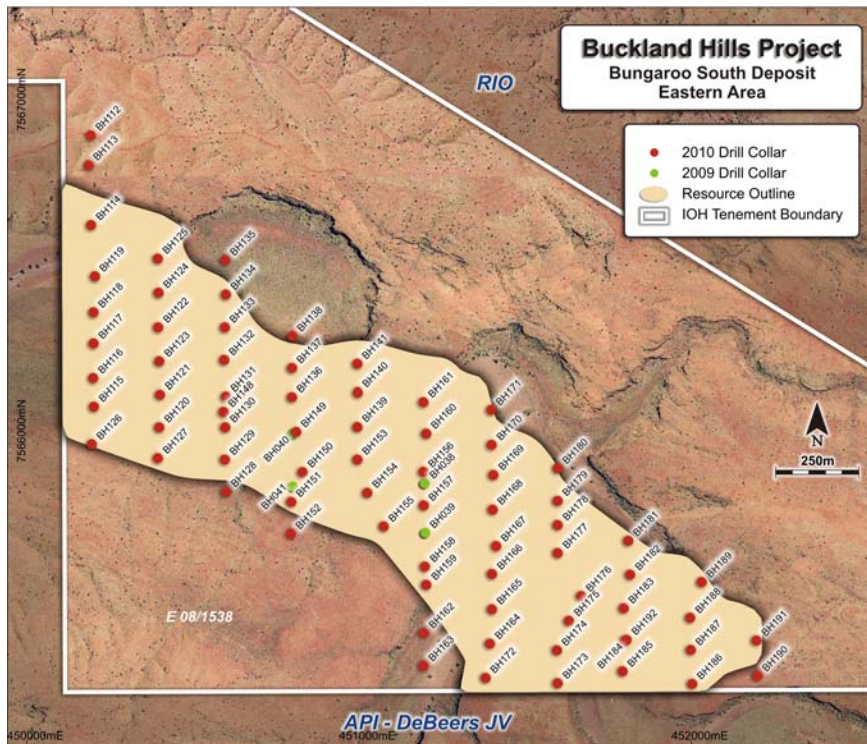 Buckland Hills Project
Bungaroo South Deposit
Eastern Area
RIO
2010 Drill Collar
2009 Drill Collar
Resource Outline
IOH Tenement Boundary
7567000mN
BH112
BH113
BH114
BH125
BH135
BH119
BH124
BH134
BH118
BH122
BH133
BH138
BH117
BH123
BH132
BH137
BH141
BH116
BH121
BH131
BH136
BH140
BH161
BH171
BH148
BH115
BH120
BH130
BH149
BH139
BH160
BH170
7566000mN
BH126
BH127
BH129
BH040
BH150
BH153
BH156
BH038
BH169
BH180
BH128
BH041
BH151
BH154
BH157
BH168
BH179
N
250m
BH152
BH155
BH039
BH167
BH178
BH177
BH181
BH158
BH159
BH166
BH176
BH182
BH189
BH165
BH175
BH183
BH188
E 08/1538
BH162
BH164
BH174
BH192
BH187
BH191
BH163
BH172
BH173
BH184
BH185
BH186
BH190
API - DeBeers JV
450000mE
451000mE
452000mE